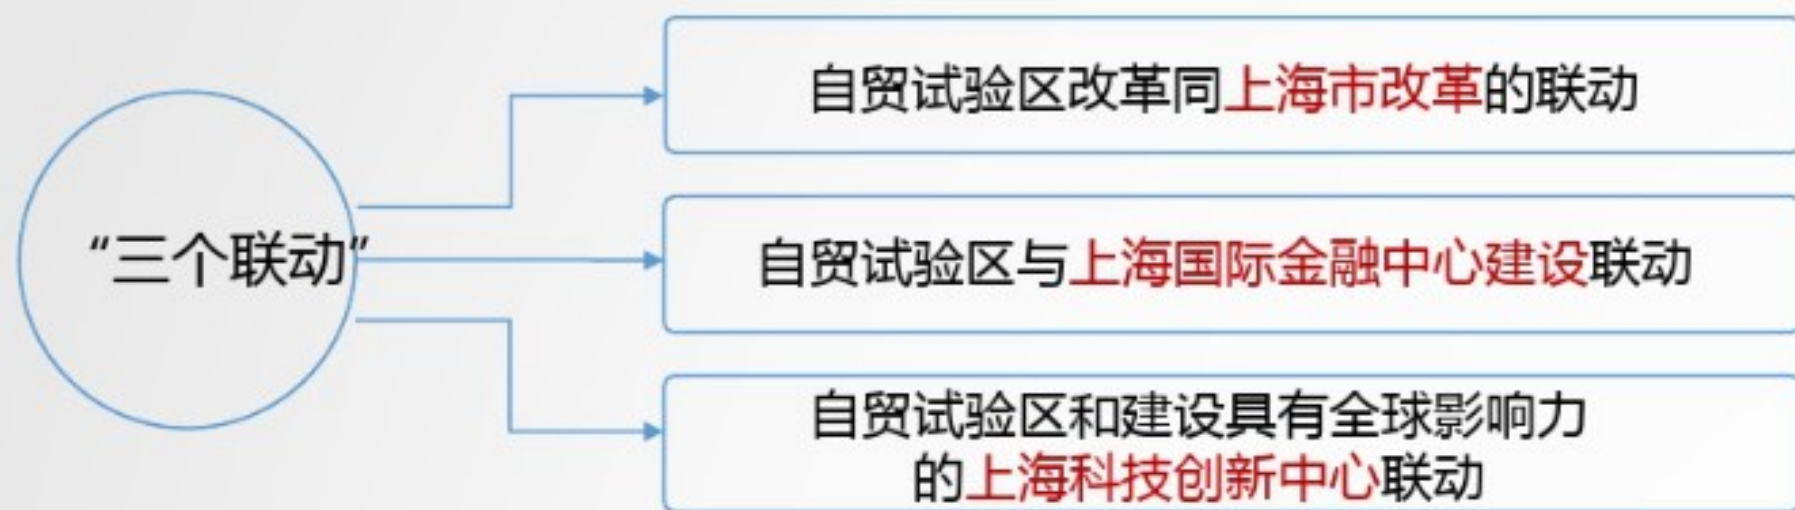 “三个联动”
自贸试验区改革同上海市改革的联动
自贸试验区与上海国际金融中心建设联动
自贸试验区和建设具有全球影响力
的上海科技创新中心联动